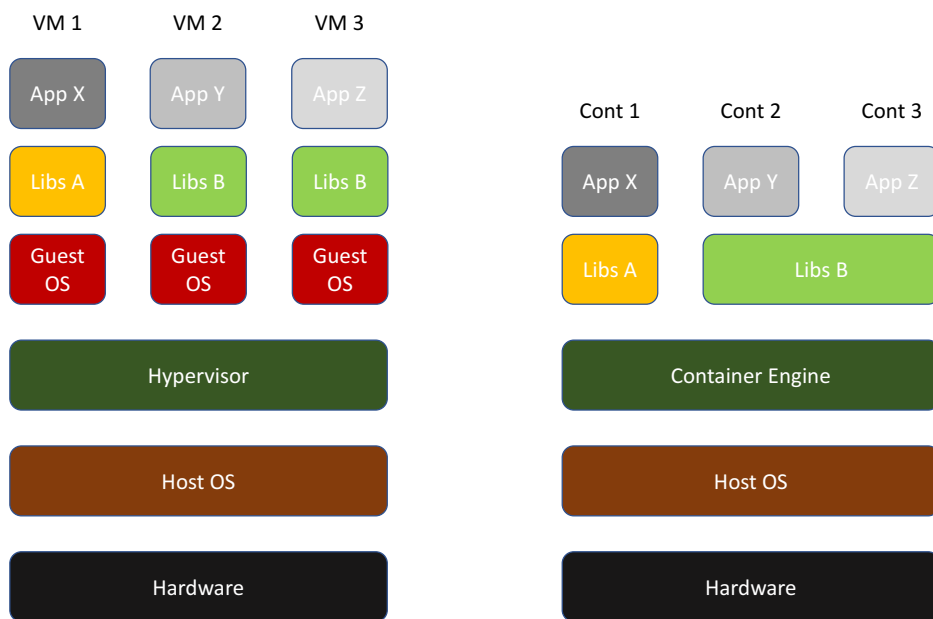 VM 1 VM 2 VM 3
App X App Y App Z
Libs A Libs B Libs B
Guest OS Guest OS Guest OS
Hypervisor
Host OS
Hardware
Cont 1 Cont 2 Cont 3
App X App Y App Z
Libs A Libs B
Container Engine
Host OS
Hardware